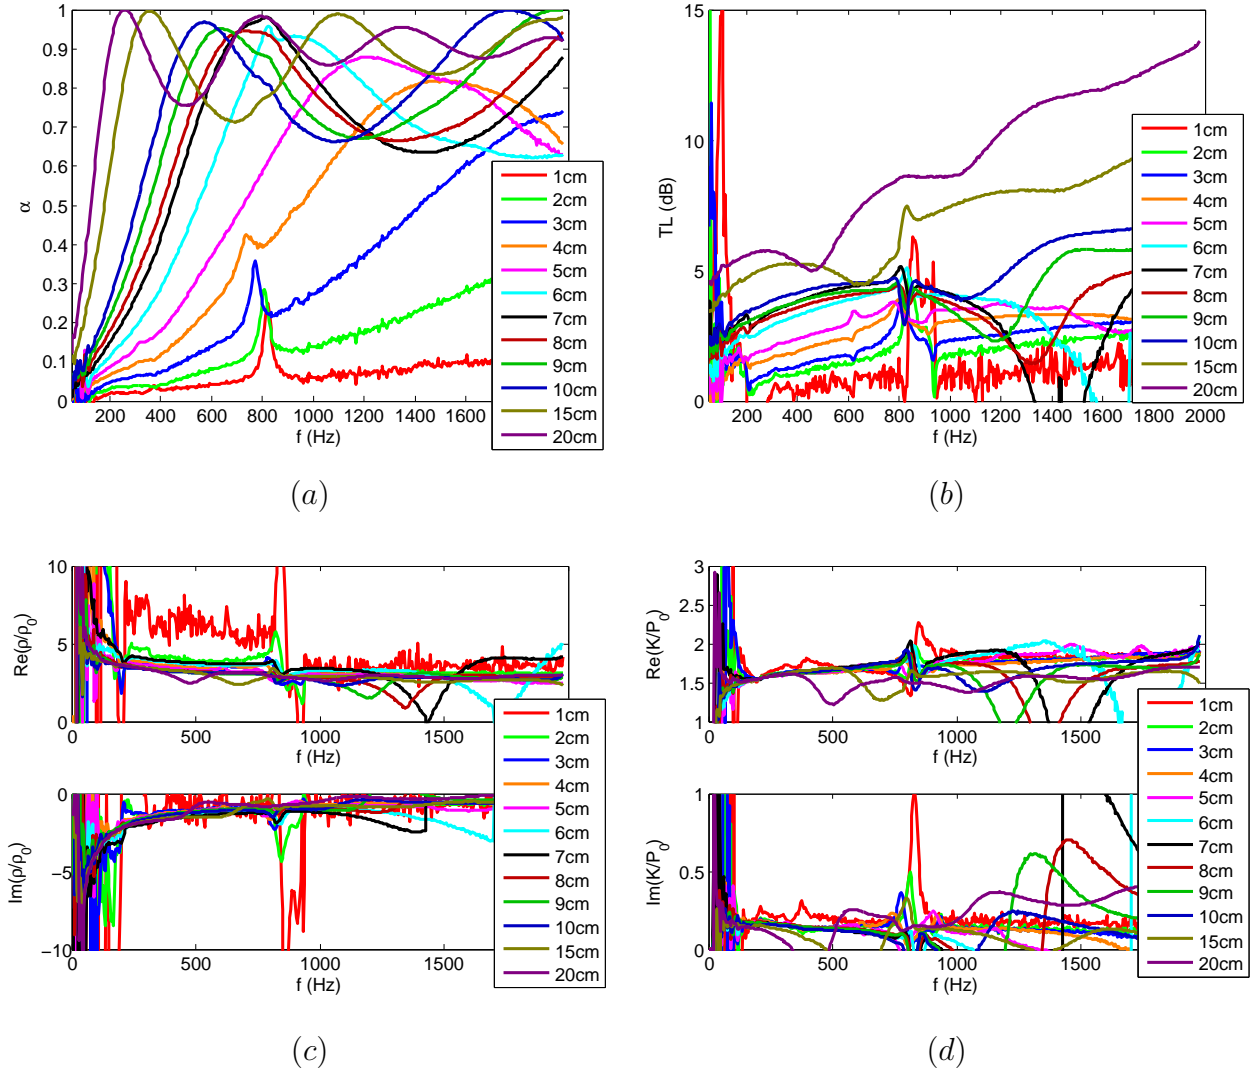 1
0.9
0.8
0.7
0.6
0.5
0.4
0.3
0.2
0.1
0
α
200 400 600 800 1000 1200 1400 1600
f (Hz)
1cm
2cm
3cm
4cm
5cm
6cm
7cm
8cm
9cm
10cm
15cm
20cm
(a)
15
10
5
0
TL (dB)
200 400 600 800 1000 1200 1400 1600 1800 2000
f (Hz)
1cm
2cm
3cm
4cm
5cm
6cm
7cm
8cm
9cm
10cm
15cm
20cm
(b)
10
5
0
Re(ρ/ρ₀)
0 500 1000 1500
f (Hz)
0
−5
−10
Im(ρ/ρ₀)
0 500 1000 1500
f (Hz)
1cm
2cm
3cm
4cm
5cm
6cm
7cm
8cm
9cm
10cm
15cm
20cm
(c)
3
2.5
2
1.5
1
Re(K/P₀)
0 500 1000 1500
f (Hz)
1
0.5
0
Im(K/P₀)
0 500 1000 1500
f (Hz)
1cm
2cm
3cm
4cm
5cm
6cm
7cm
8cm
9cm
10cm
15cm
20cm
(d)